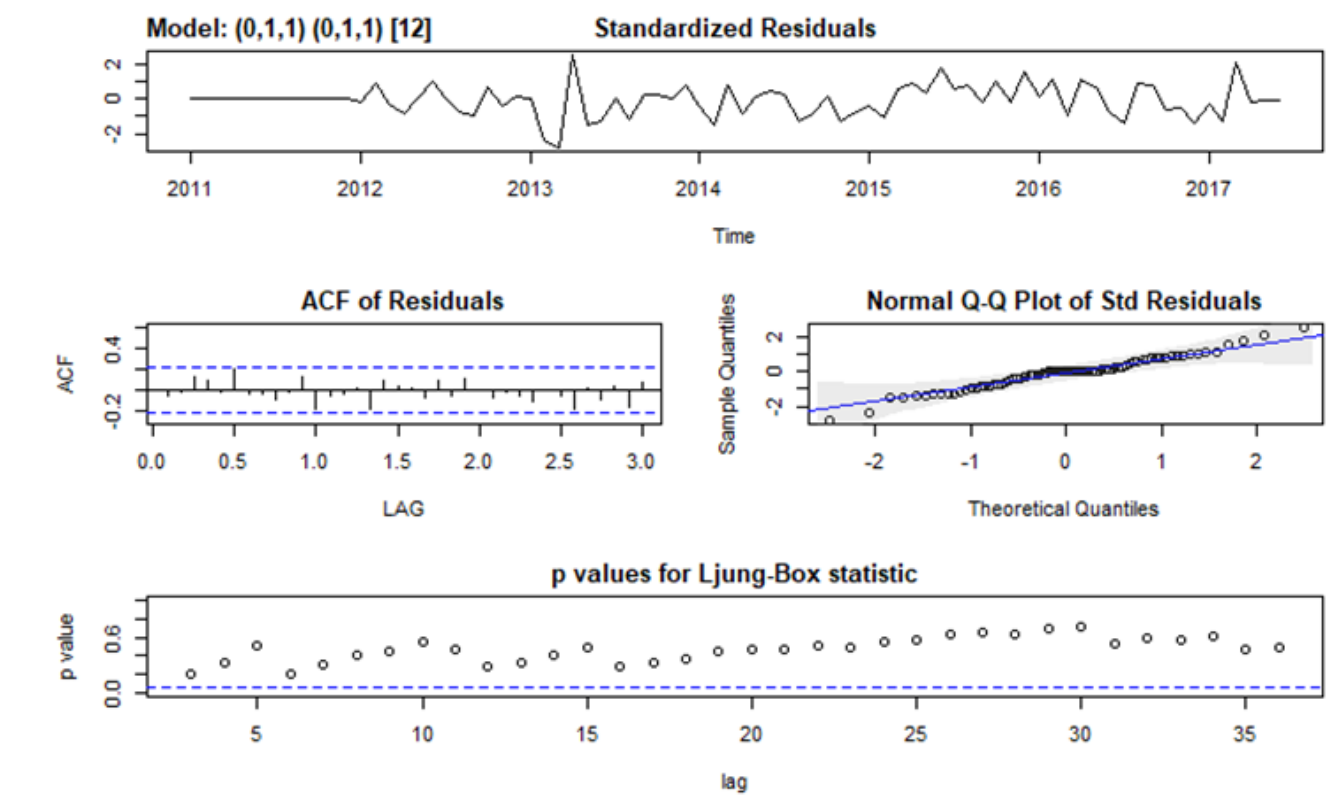 Model: (0,1,1) (0,1,1) [12] Standardized Residuals
2
0
-2
2011 2012 2013 2014 2015 2016 2017
Time
ACF of Residuals
ACF
0.4
-0.2
0.0 0.5 1.0 1.5 2.0 2.5 3.0
LAG
Normal Q-Q Plot of Std Residuals
Sample Quantiles
2
0
-2
-2 -1 0 1 2
Theoretical Quantiles
p values for Ljung-Box statistic
p value
0.6
0.0
5 10 15 20 25 30 35
lag